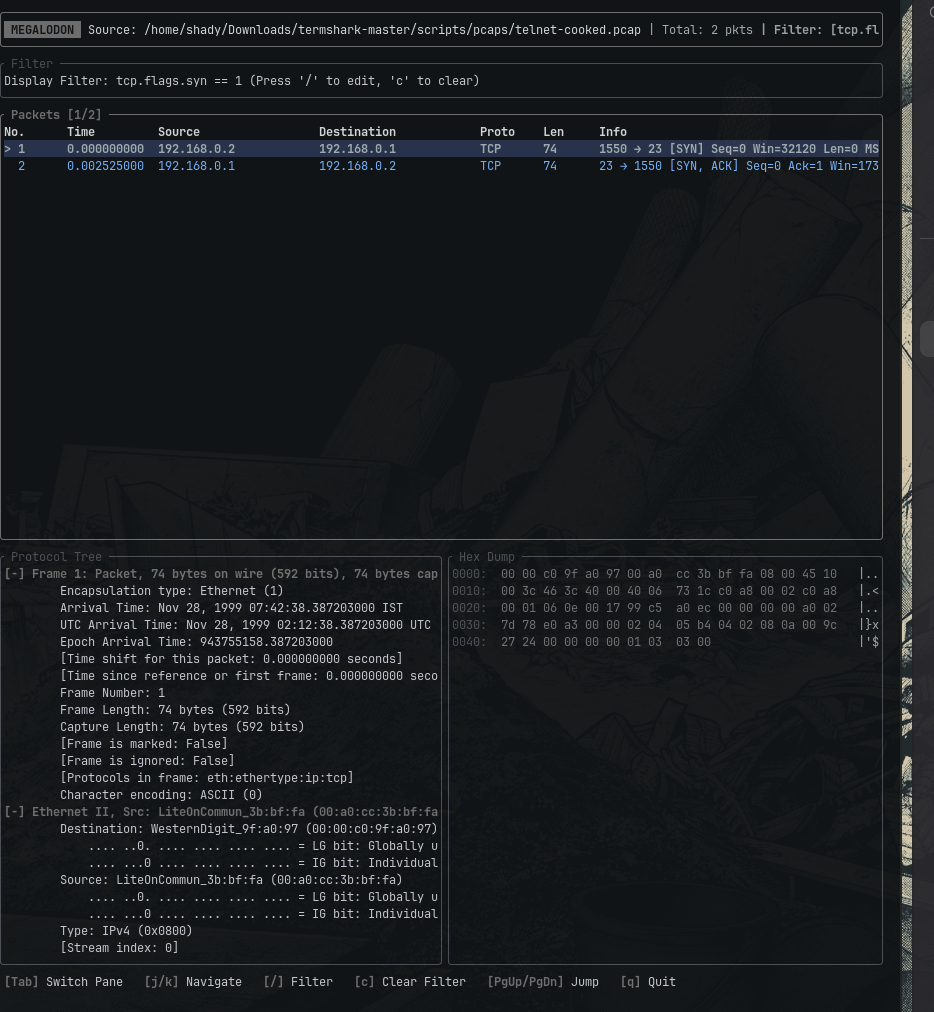 MEGALODON Source: /home/shady/Downloads/termshark-master/scripts/pcaps/telnet-cooked.pcap | Total: 2 pkts | Filter: [tcp.fl
Filter
Display Filter: tcp.flags.syn == 1 (Press '/' to edit, 'c' to clear)
Packets [1/2]
No. Time Source Destination Proto Len Info
> 1 0.000000000 192.168.0.2 192.168.0.1 TCP 74 1550 → 23 [SYN] Seq=0 Win=32120 Len=0 MS
2 0.002525000 192.168.0.1 192.168.0.2 TCP 74 23 → 1550 [SYN, ACK] Seq=0 Ack=1 Win=173
Protocol Tree
[-] Frame 1: Packet, 74 bytes on wire (592 bits), 74 bytes cap
Encapsulation type: Ethernet (1)
Arrival Time: Nov 28, 1999 07:42:38.387203000 IST
UTC Arrival Time: Nov 28, 1999 02:12:38.387203000 UTC
Epoch Arrival Time: 943755158.387203000
[Time shift for this packet: 0.000000000 seconds]
[Time since reference or first frame: 0.000000000 seco
Frame Number: 1
Frame Length: 74 bytes (592 bits)
Capture Length: 74 bytes (592 bits)
[Frame is marked: False]
[Frame is ignored: False]
[Protocols in frame: eth:ethertype:ip:tcp]
Character encoding: ASCII (0)
[-] Ethernet II, Src: LiteOnCommun_3b:bf:fa (00:a0:cc:3b:bf:fa
Destination: WesternDigit_9f:a0:97 (00:00:c0:9f:a0:97)
.... ..0. .... .... .... .... = LG bit: Globally u
.... ...0 .... .... .... .... = IG bit: Individual
Source: LiteOnCommun_3b:bf:fa (00:a0:cc:3b:bf:fa)
.... ..0. .... .... .... .... = LG bit: Globally u
.... ...0 .... .... .... .... = IG bit: Individual
Type: IPv4 (0x0800)
[Stream index: 0]
Hex Dump
0000: 00 00 c0 9f a0 97 00 a0 cc 3b bf fa 08 00 45 10 |..
0010: 00 3c 46 3c 40 00 40 06 73 1c c0 a8 00 02 c0 a8 |.<
0020: 00 01 06 0e 00 17 99 c5 a0 ec 00 00 00 00 a0 02 |..
0030: 7d 78 e0 a3 00 00 02 04 05 b4 04 02 08 0a 00 9c |}x
0040: 27 24 00 00 00 00 01 03 03 00 |'$
[Tab] Switch Pane [j/k] Navigate [/] Filter [c] Clear Filter [PgUp/PgDn] Jump [q] Quit